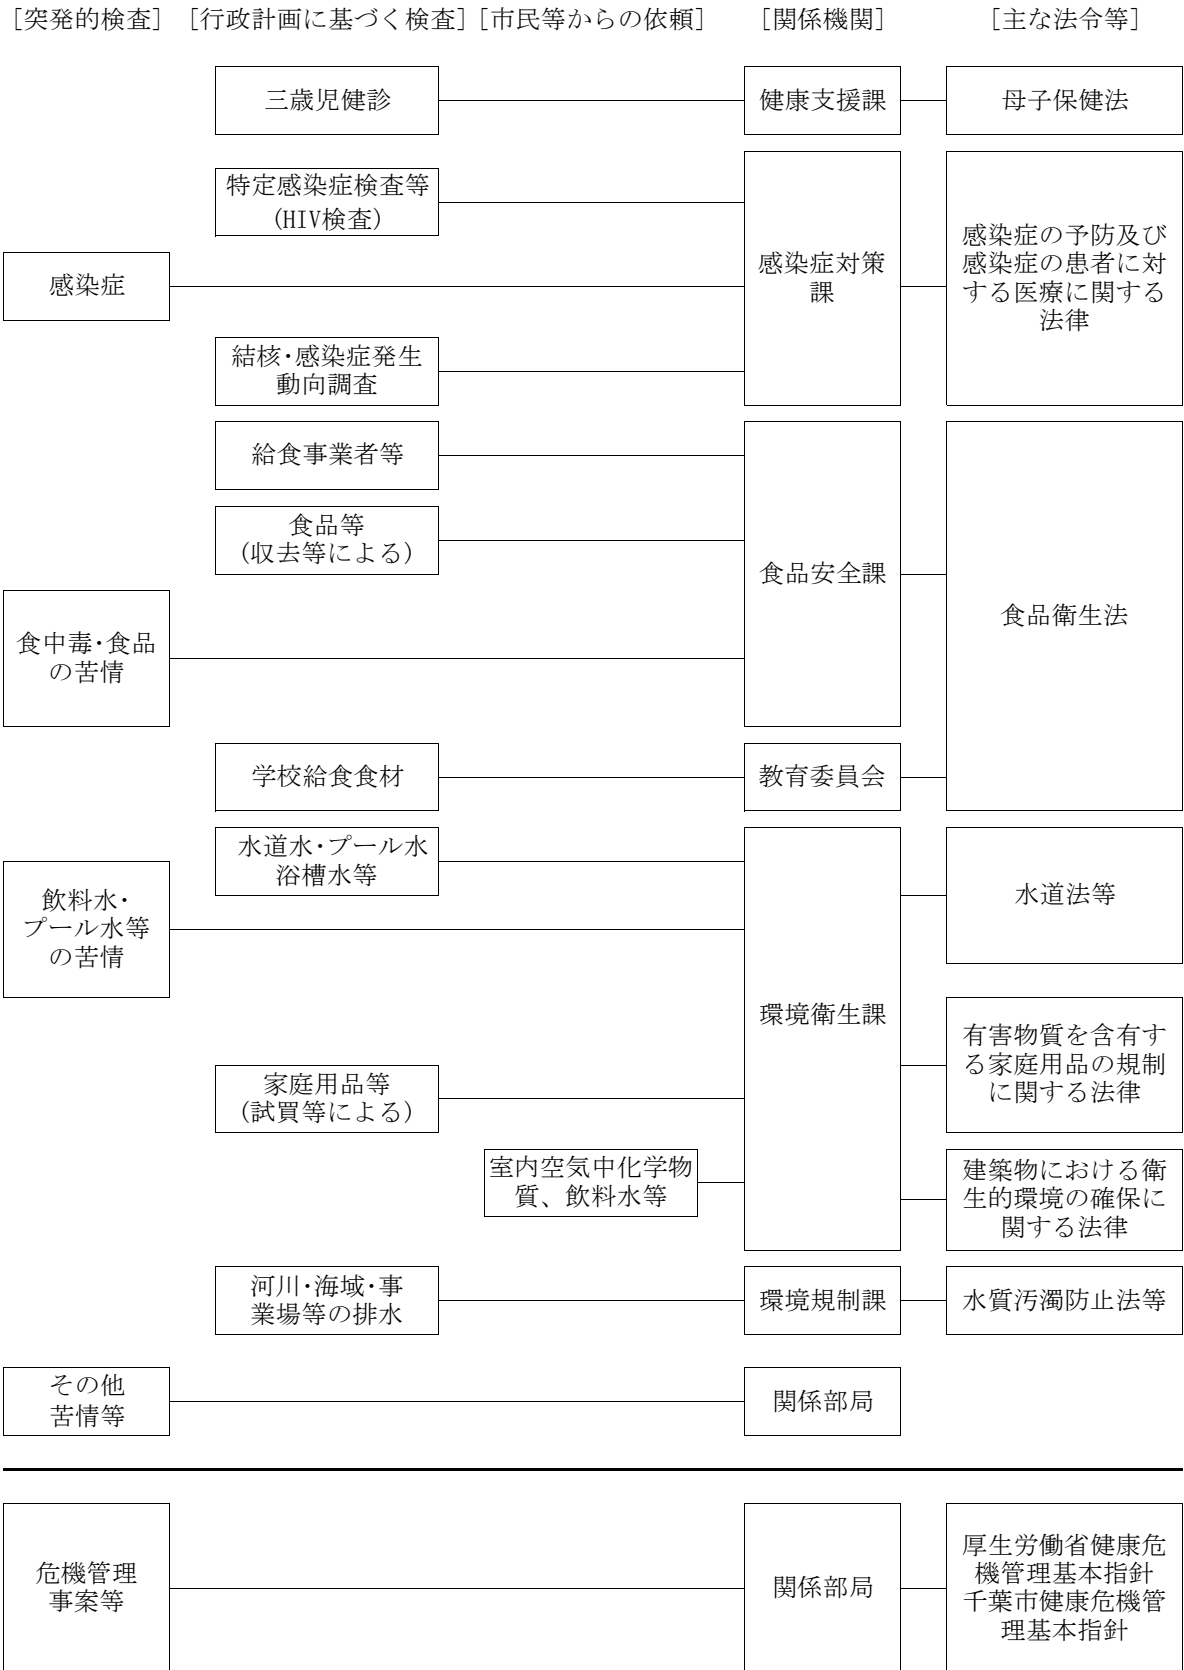 [突発的検査] [行政計画に基づく検査] [市民等からの依頼] [関係機関] [主な法令等]
三歳児健診
健康支援課
母子保健法
特定感染症検査等
(HIV検査)
感染症
感染症対策
課
感染症の予防及び
感染症の患者に対
する医療に関する
法律
結核・感染症発生
動向調査
給食事業者等
食品等
(収去等による)
食品安全課
食品衛生法
食中毒・食品
の苦情
学校給食食材
教育委員会
水道水・プール水
浴槽水等
飲料水・
プール水等
の苦情
水道法等
環境衛生課
有害物質を含有す
る家庭用品の規制
に関する法律
家庭用品等
(試買等による)
室内空気中化学物
質、飲料水等
建築物における衛
生的環境の確保に
関する法律
河川・海域・事
業場等の排水
環境規制課
水質汚濁防止法等
その他
苦情等
関係部局
危機管理
事案等
関係部局
厚生労働省健康危
機管理基本指針
千葉市健康危機管
理基本指針